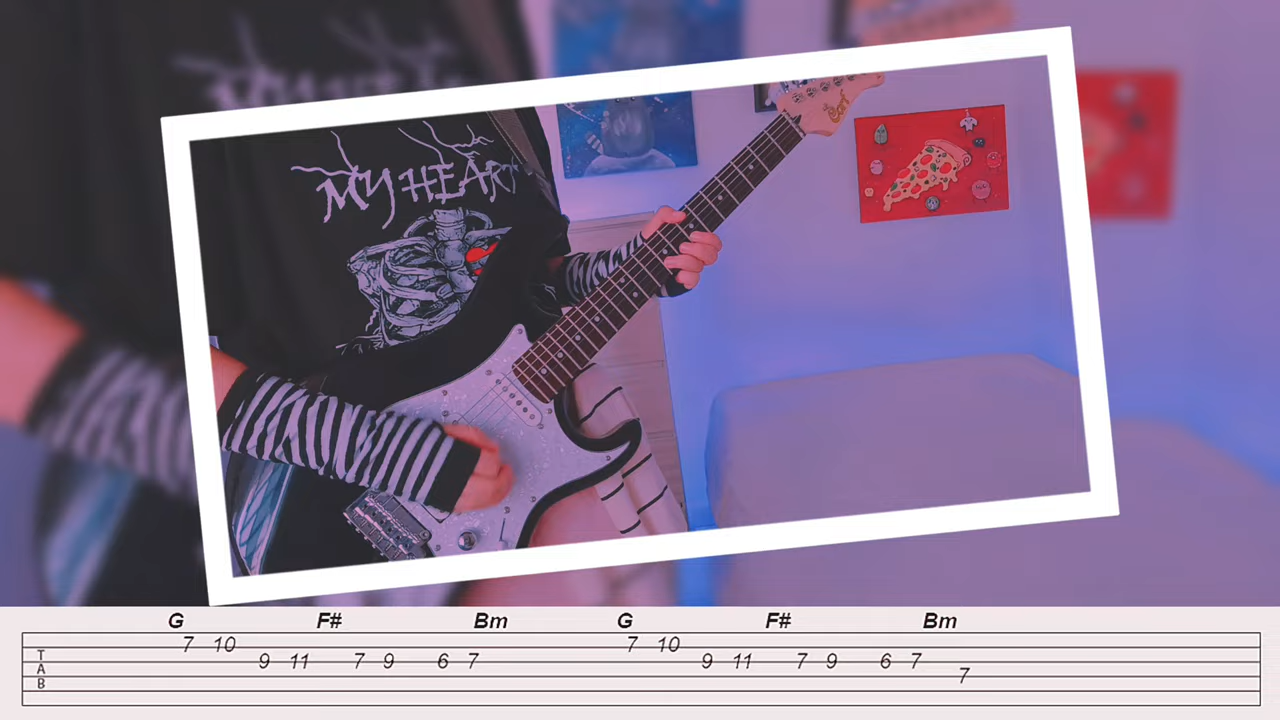 MY HEART
G F# Bm G F# Bm
7 10 7 10
T 9 11 7 9 6 7 9 11 7 9 6 7
A
B 7